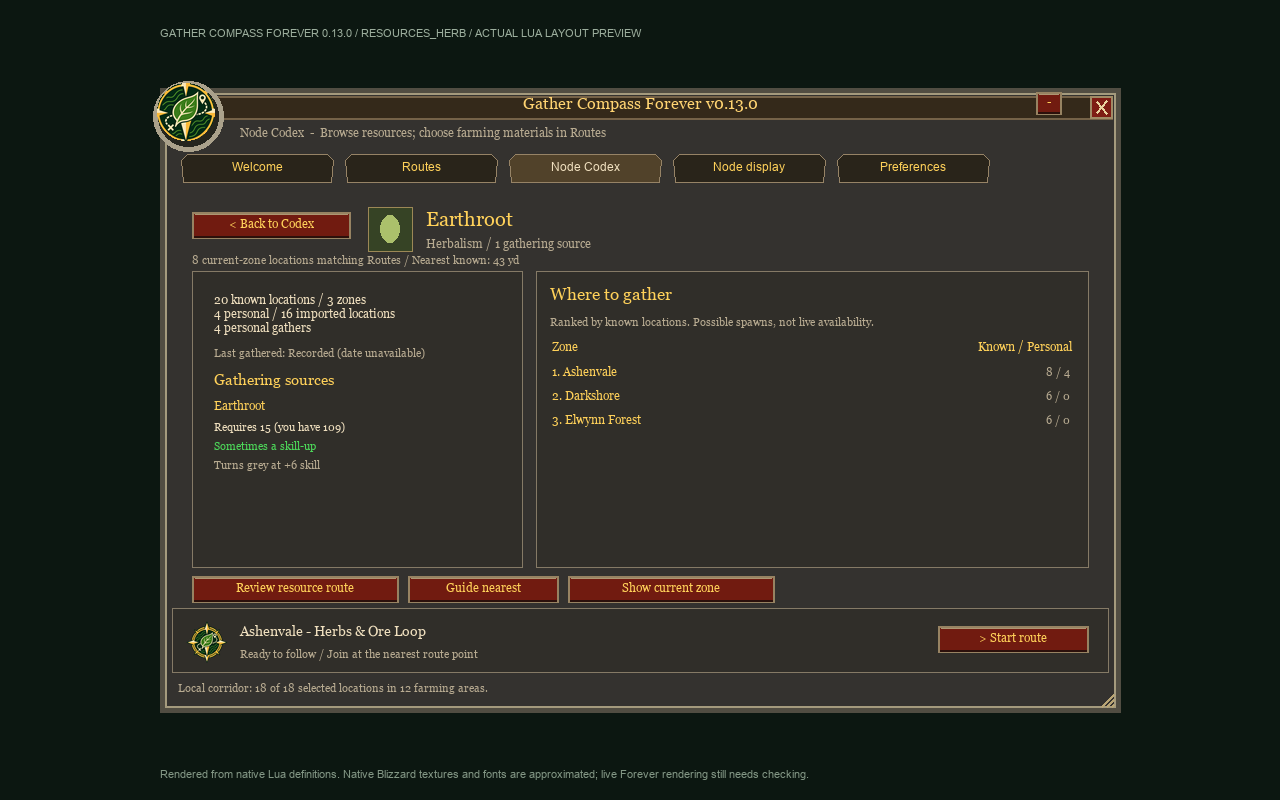 GATHER COMPASS FOREVER 0.13.0 / RESOURCES_HERB / ACTUAL LUA LAYOUT PREVIEW
Gather Compass Forever v0.13.0
-
X
Node Codex - Browse resources; choose farming materials in Routes
Welcome
Routes
Node Codex
Node display
Preferences
< Back to Codex
Earthroot
Herbalism / 1 gathering source
8 current-zone locations matching Routes / Nearest known: 43 yd
20 known locations / 3 zones
4 personal / 16 imported locations
4 personal gathers
Last gathered: Recorded (date unavailable)
Gathering sources
Earthroot
Requires 15 (you have 109)
Sometimes a skill-up
Turns grey at +6 skill
Where to gather
Ranked by known locations. Possible spawns, not live availability.
Zone Known / Personal
1. Ashenvale 8 / 4
2. Darkshore 6 / 0
3. Elwynn Forest 6 / 0
Review resource route
Guide nearest
Show current zone
Ashenvale - Herbs & Ore Loop
Ready to follow / Join at the nearest route point
> Start route
Local corridor: 18 of 18 selected locations in 12 farming areas.
Rendered from native Lua definitions. Native Blizzard textures and fonts are approximated; live Forever rendering still needs checking.